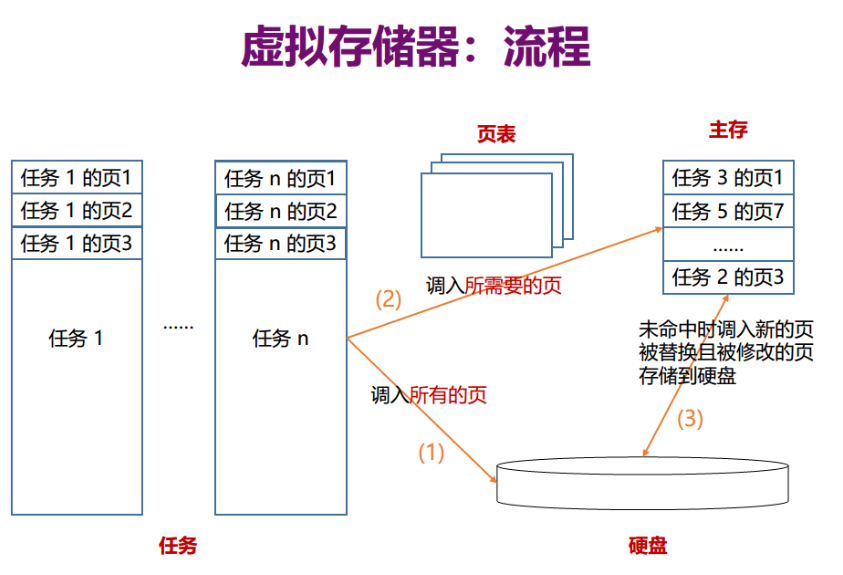 虚拟存储器：流程
页表
主存
任务 1 的页1
任务 1 的页2
任务 1 的页3
任务 1
……
任务 n 的页1
任务 n 的页2
任务 n 的页3
任务 n
任务 3 的页1
任务 5 的页7
……
任务 2 的页3
(2)
调入所需要的页
调入所有的页
(1)
未命中时调入新的页
被替换且被修改的页
存储到硬盘
(3)
任务
硬盘